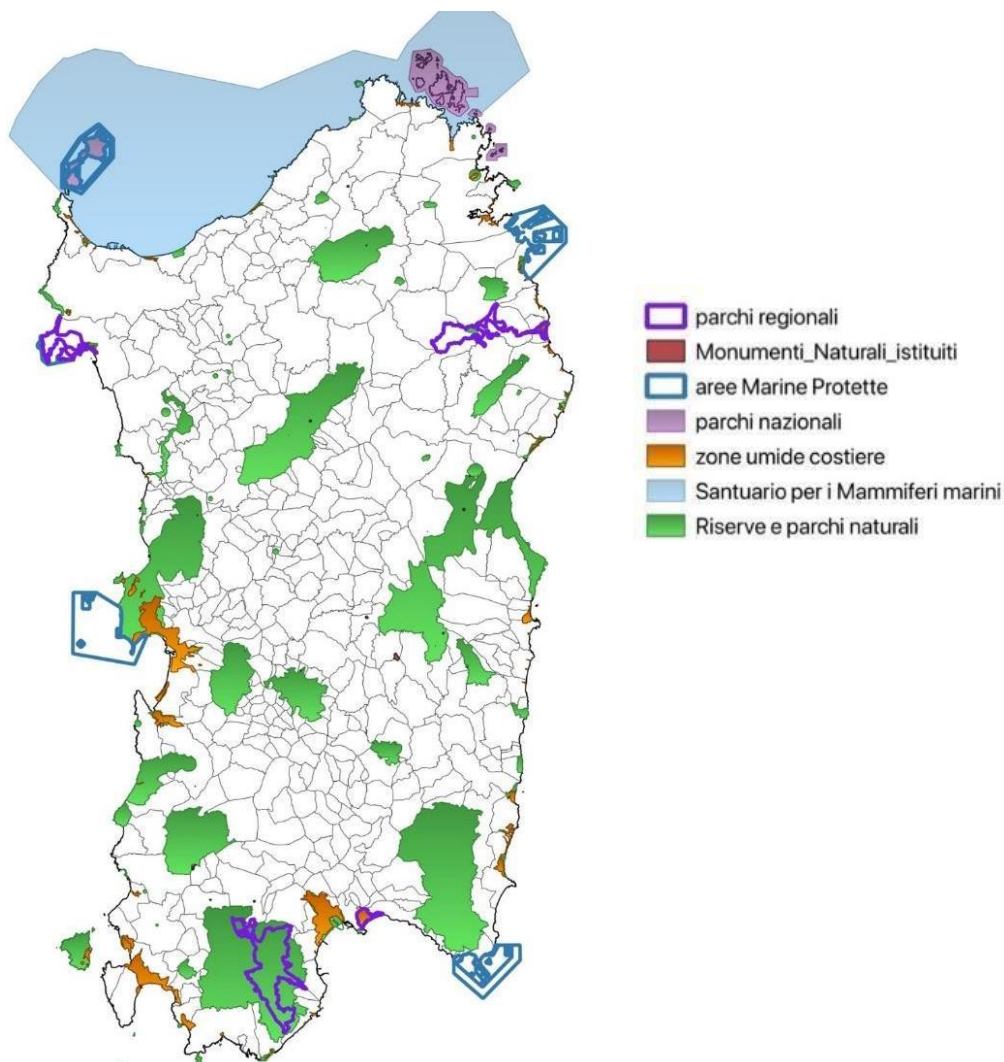 parchi regionali
Monumenti_Naturali_istituiti
aree Marine Protette
parchi nazionali
zone umide costiere
Santuario per i Mammiferi marini
Riserve e parchi naturali